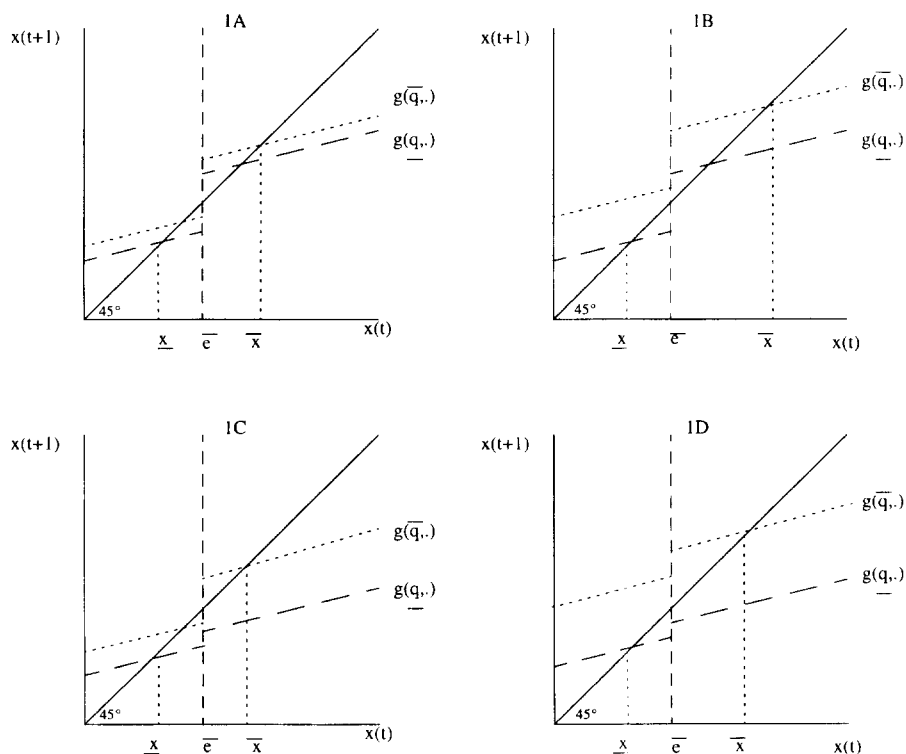 1A
x(t+1)
g(q̅,.)
g(q̲,.)
45°
x̲ e̅ x̅ x(t)
1B
x(t+1)
g(q̅,.)
g(q̲,.)
45°
x̲ e̅ x̅ x(t)
1C
x(t+1)
g(q̅,.)
g(q̲,.)
45°
x̲ e̅ x̅ x(t)
1D
x(t+1)
g(q̅,.)
g(q̲,.)
45°
x̲ e̅ x̅ x(t)